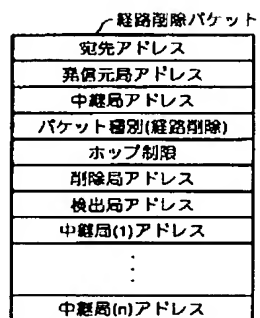 経路削除パケット
宛先アドレス
発信元局アドレス
中継局アドレス
パケット種別(経路削除)
ホップ制限
削除局アドレス
検出局アドレス
中継局(1)アドレス
⋮
中継局(n)アドレス